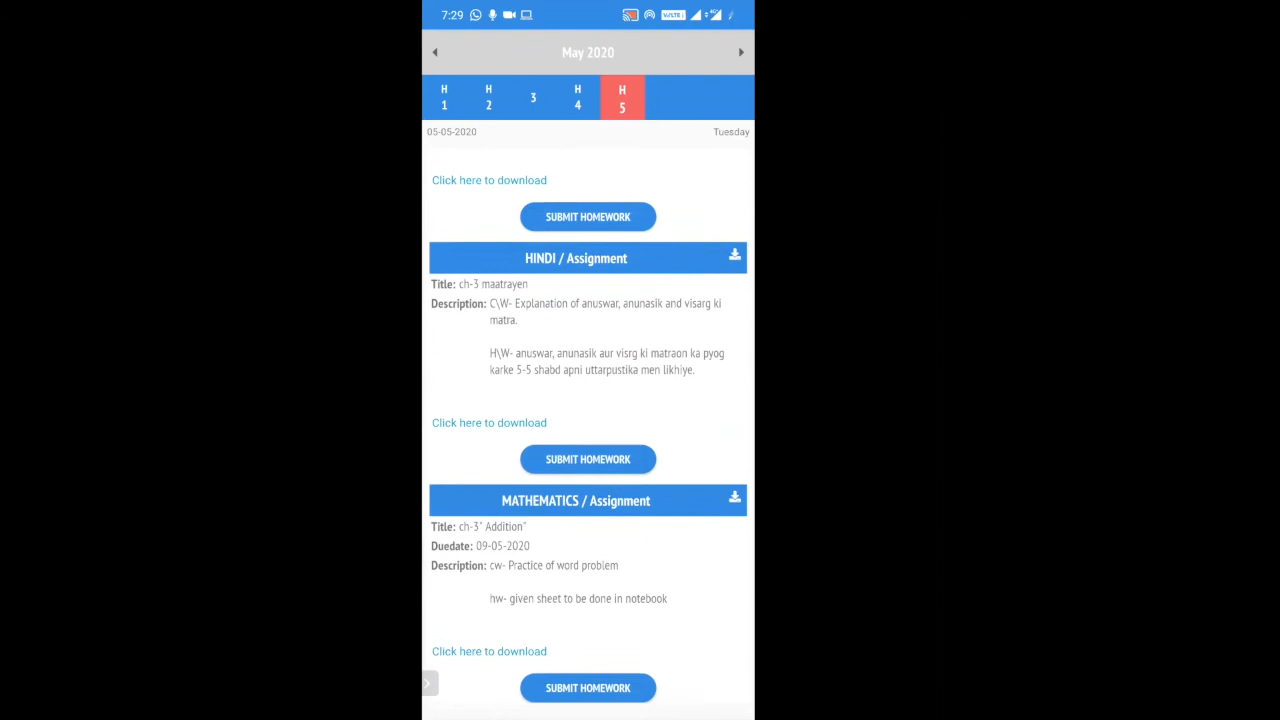 7:29
VoLTE
4G
May 2020
H H 3 H H
1 2 4 5
05-05-2020 Tuesday
Click here to download
SUBMIT HOMEWORK
HINDI / Assignment
Title: ch-3 maatrayen
Description: C\W- Explanation of anuswar, anunasik and visarg ki
matra.
H\W- anuswar, anunasik aur visrg ki matraon ka pyog
karke 5-5 shabd apni uttarpustika men likhiye.
Click here to download
SUBMIT HOMEWORK
MATHEMATICS / Assignment
Title: ch-3" Addition"
Duedate: 09-05-2020
Description: cw- Practice of word problem
hw- given sheet to be done in notebook
Click here to download
SUBMIT HOMEWORK